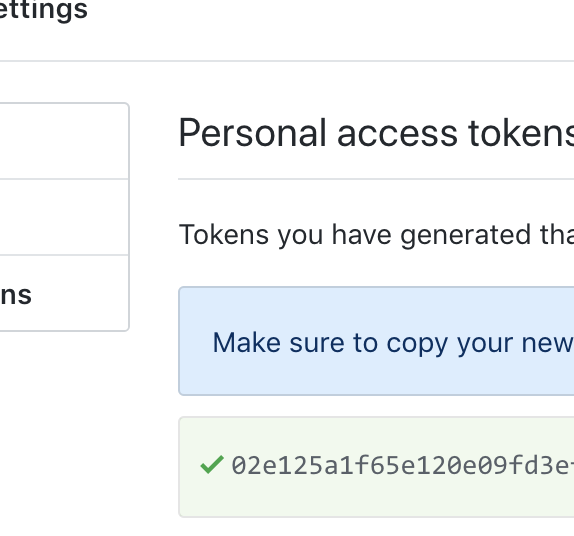 ettings
Personal access tokens
Tokens you have generated tha
ns
Make sure to copy your new
02e125a1f65e120e09fd3e